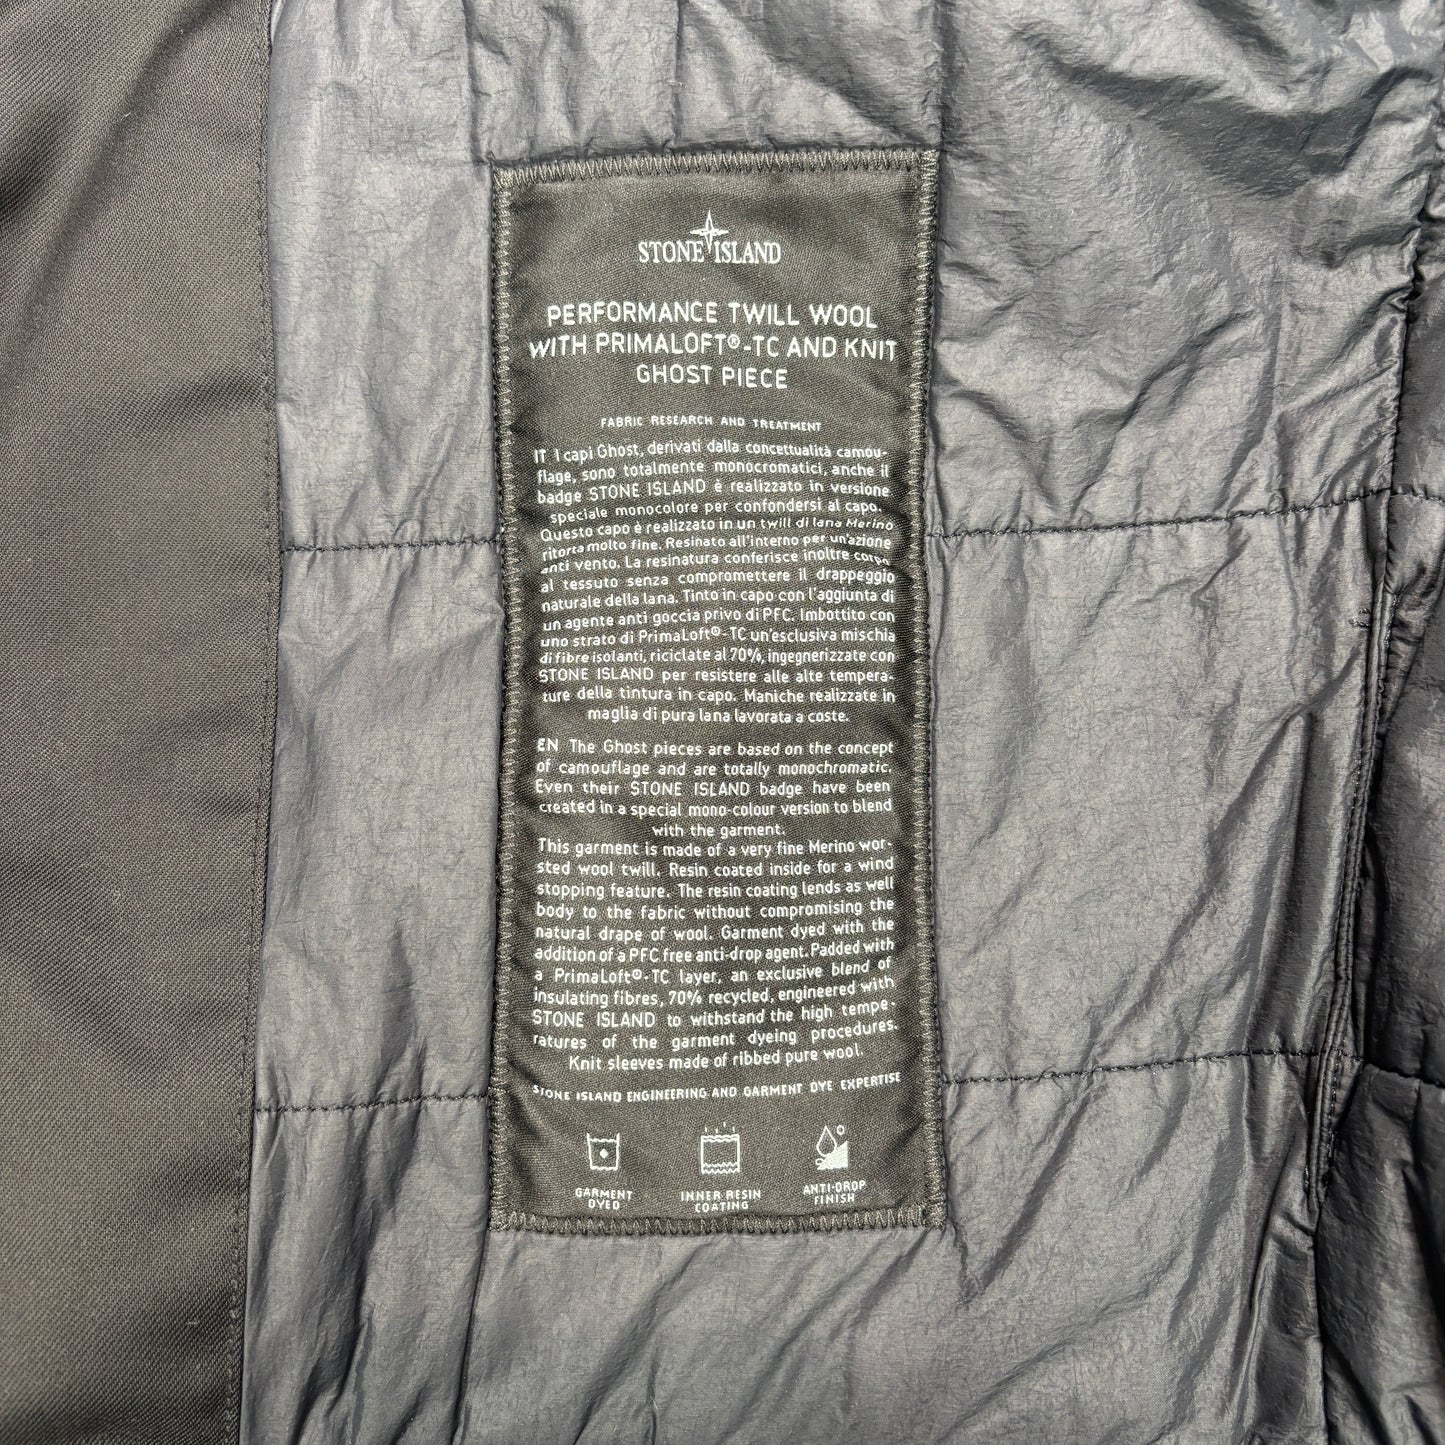 STONE ISLAND
PERFORMANCE TWILL WOOL
WITH PRIMALOFT®-TC AND KNIT
GHOST PIECE
FABRIC RESEARCH AND TREATMENT
IT I capi Ghost, derivati dalla concettualità camou-
flage, sono totalmente monocromatici, anche il
badge STONE ISLAND è realizzato in versione
speciale monocolore per confondersi al capo.
Questo capo è realizzato in un twill di lana Merino
ritorta molto fine. Resinato all'interno per un'azione
anti vento. La resinatura conferisce inoltre corpo
al tessuto senza compromettere il drappeggio
naturale della lana. Tinto in capo con l'aggiunta di
un agente anti goccia privo di PFC. Imbottito con
uno strato di PrimaLoft®-TC un'esclusiva mischia
di fibre isolanti, riciclate al 70%, ingegnerizzate con
STONE ISLAND per resistere alle alte tempera-
ture della tintura in capo. Maniche realizzate in
maglia di pura lana lavorata a coste.
EN The Ghost pieces are based on the concept
of camouflage and are totally monochromatic.
Even their STONE ISLAND badge have been
created in a special mono-colour version to blend
with the garment.
This garment is made of a very fine Merino wor-
sted wool twill. Resin coated inside for a wind
stopping feature. The resin coating lends as well
body to the fabric without compromising the
natural drape of wool. Garment dyed with the
addition of a PFC free anti-drop agent. Padded with
a PrimaLoft®-TC layer, an exclusive blend of
insulating fibres, 70% recycled, engineered with
STONE ISLAND to withstand the high tempe-
ratures of the garment dyeing procedures.
Knit sleeves made of ribbed pure wool.
STONE ISLAND ENGINEERING AND GARMENT DYE EXPERTISE
GARMENT
DYED
INNER RESIN
COATING
ANTI-DROP
FINISH